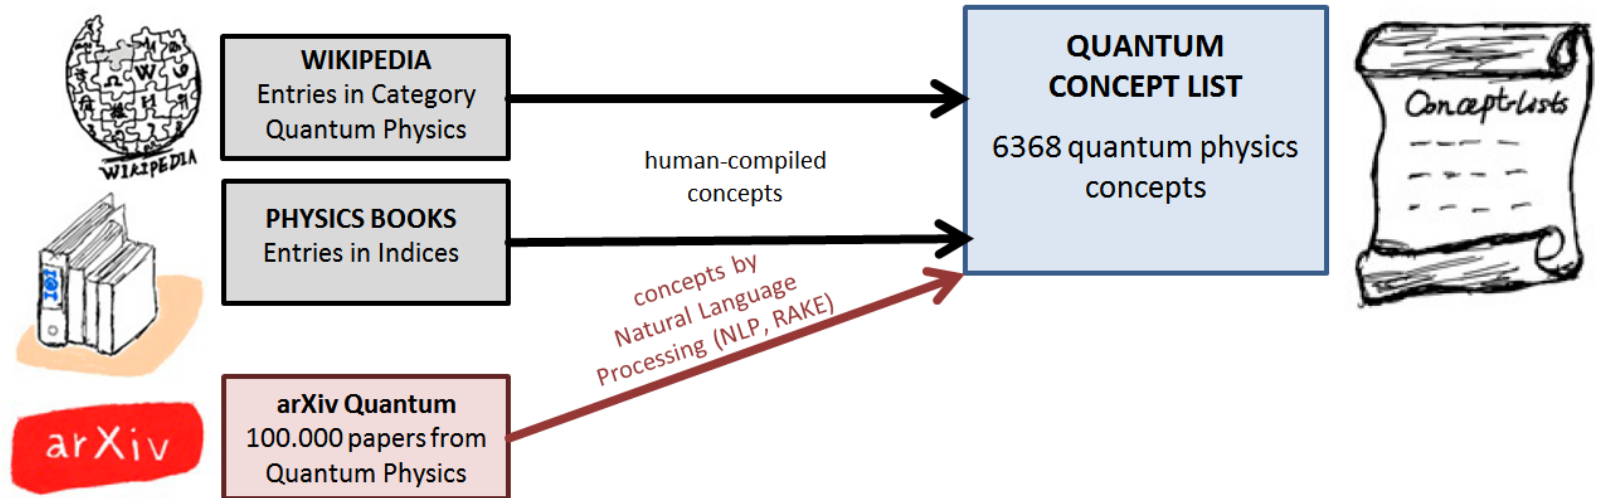 WIKIPEDIA
WIKIPEDIA
Entries in Category
Quantum Physics
PHYSICS BOOKS
Entries in Indices
arXiv
arXiv Quantum
100.000 papers from
Quantum Physics
human-compiled
concepts
concepts by
Natural Language
Processing (NLP, RAKE)
QUANTUM
CONCEPT LIST
6368 quantum physics
concepts
Concept-lists